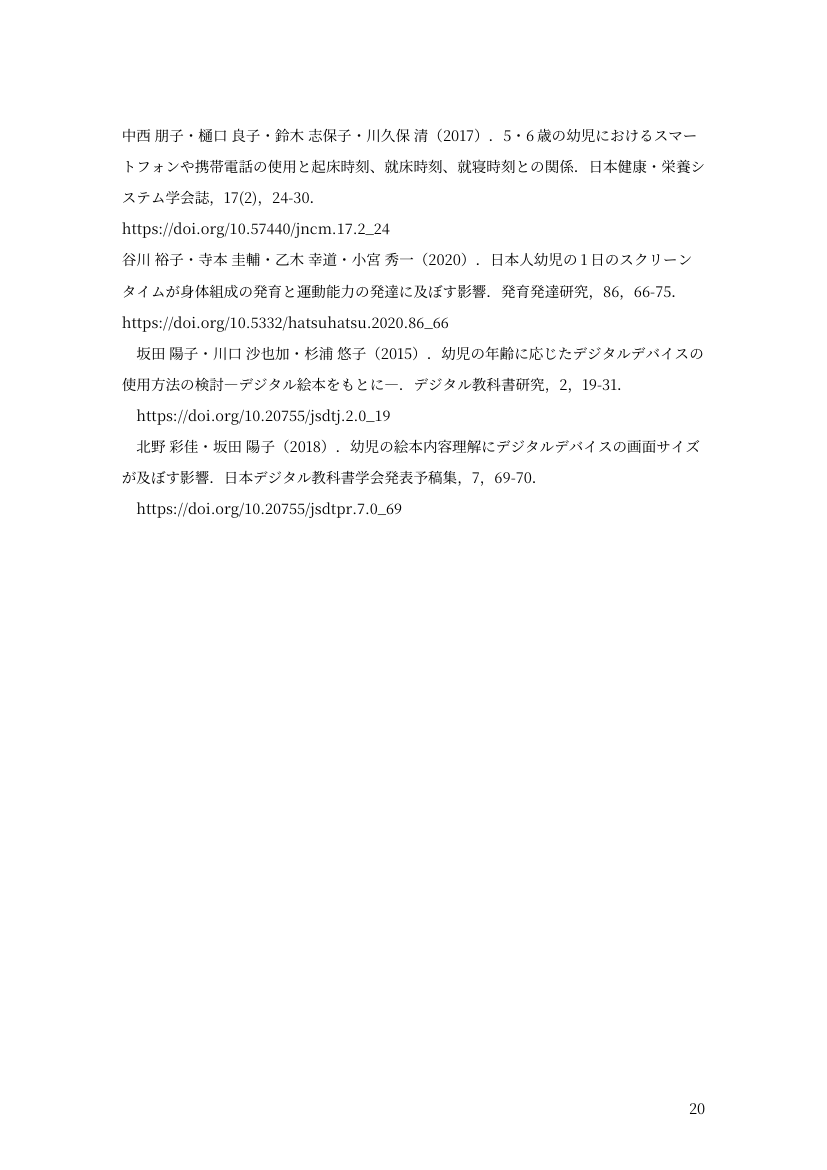 中西 朋子・樋口 良子・鈴木 志保子・川久保 清（2017）．5・6 歳の幼児におけるスマー
トフォンや携帯電話の使用と起床時刻、就床時刻、就寝時刻との関係．日本健康・栄養シ
ステム学会誌，17(2)，24-30．
https://doi.org/10.57440/jncm.17.2_24
谷川 裕子・寺本 圭輔・乙木 幸道・小宮 秀一（2020）．日本人幼児の 1 日のスクリーン
タイムが身体組成の発育と運動能力の発達に及ぼす影響．発育発達研究，86，66-75．
https://doi.org/10.5332/hatsuhatsu.2020.86_66
　坂田 陽子・川口 沙也加・杉浦 悠子（2015）．幼児の年齢に応じたデジタルデバイスの
使用方法の検討―デジタル絵本をもとに―．デジタル教科書研究，2，19-31．
　https://doi.org/10.20755/jsdtj.2.0_19
　北野 彩佳・坂田 陽子（2018）．幼児の絵本内容理解にデジタルデバイスの画面サイズ
が及ぼす影響．日本デジタル教科書学会発表予稿集，7，69-70．
　https://doi.org/10.20755/jsdtpr.7.0_69
20